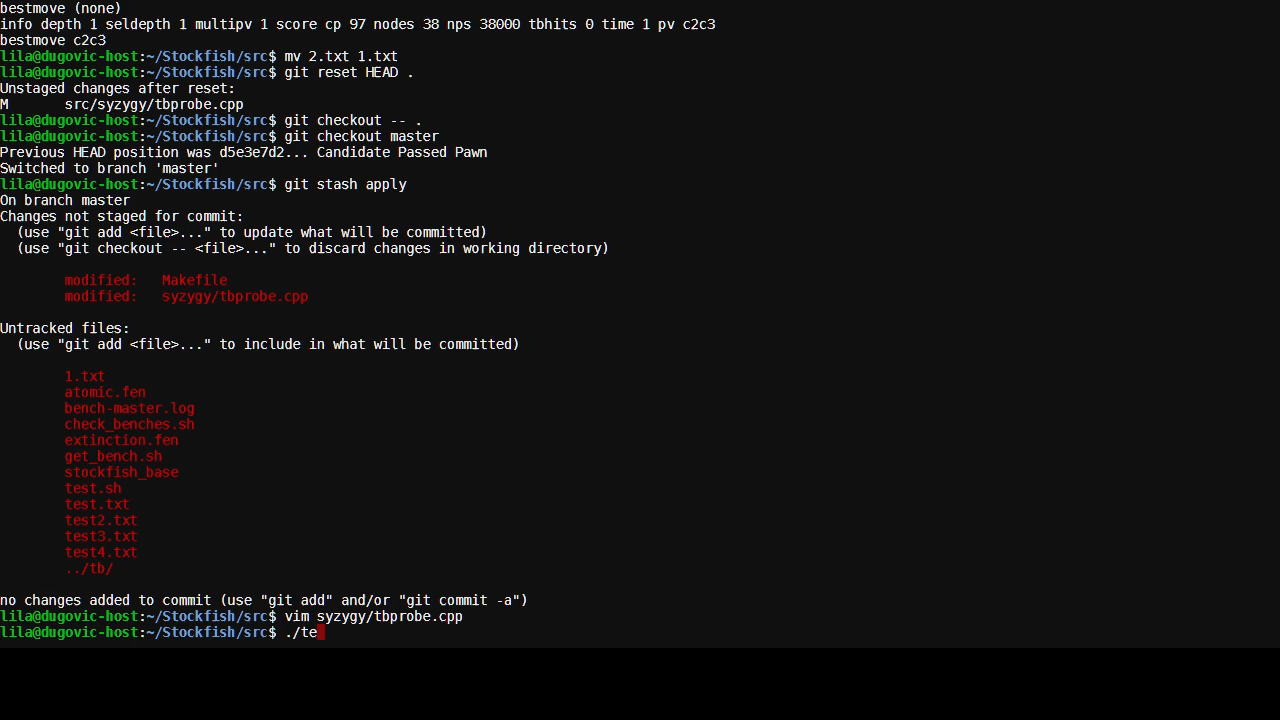 bestmove (none)
info depth 1 seldepth 1 multipv 1 score cp 97 nodes 38 nps 38000 tbhits 0 time 1 pv c2c3
bestmove c2c3
lila@dugovic-host:~/Stockfish/src$ mv 2.txt 1.txt
lila@dugovic-host:~/Stockfish/src$ git reset HEAD .
Unstaged changes after reset:
M       src/syzygy/tbprobe.cpp
lila@dugovic-host:~/Stockfish/src$ git checkout -- .
lila@dugovic-host:~/Stockfish/src$ git checkout master
Previous HEAD position was d5e3e7d2... Candidate Passed Pawn
Switched to branch 'master'
lila@dugovic-host:~/Stockfish/src$ git stash apply
On branch master
Changes not staged for commit:
  (use "git add <file>..." to update what will be committed)
  (use "git checkout -- <file>..." to discard changes in working directory)
        modified:   Makefile
        modified:   syzygy/tbprobe.cpp
Untracked files:
  (use "git add <file>..." to include in what will be committed)
        1.txt
        atomic.fen
        bench-master.log
        check_benches.sh
        extinction.fen
        get_bench.sh
        stockfish_base
        test.sh
        test.txt
        test2.txt
        test3.txt
        test4.txt
        ../tb/
no changes added to commit (use "git add" and/or "git commit -a")
lila@dugovic-host:~/Stockfish/src$ vim syzygy/tbprobe.cpp
lila@dugovic-host:~/Stockfish/src$ ./te